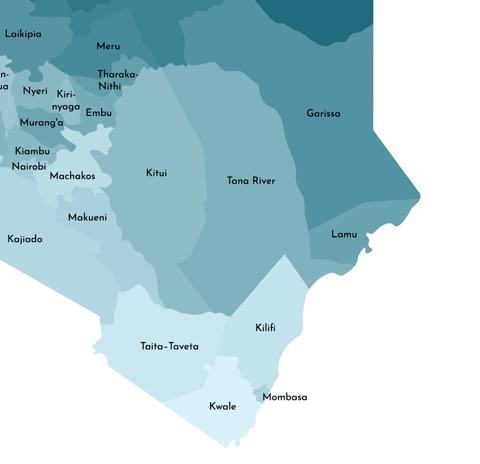 Laikipia
Meru
n-
ua
Tharaka-
Nithi
Nyeri
Kiri-
nyaga
Embu
Garissa
Murang'a
Kiambu
Nairobi
Machakos
Kitui
Tana River
Makueni
Kajiado
Lamu
Kilifi
Taita-Taveta
Mombasa
Kwale